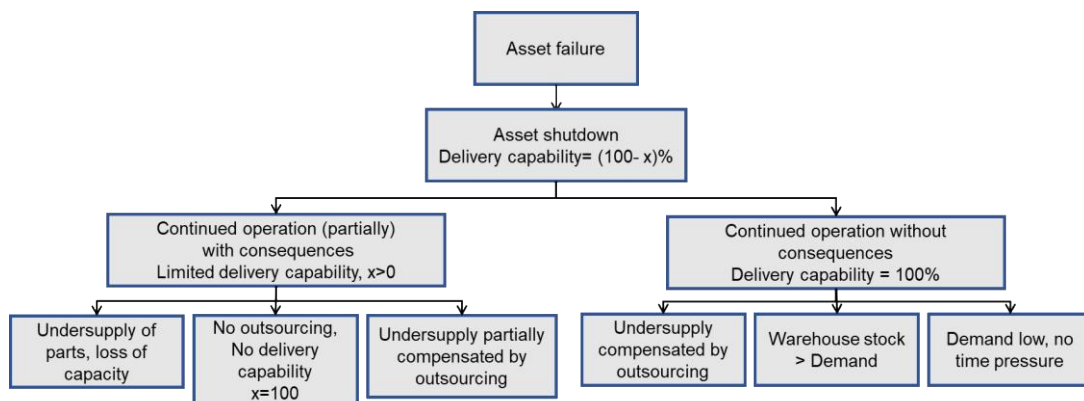 Asset failure
Asset shutdown
Delivery capability= (100- x)%
Continued operation (partially)
with consequences
Limited delivery capability, x>0
Continued operation without
consequences
Delivery capability = 100%
Undersupply of
parts, loss of
capacity
No outsourcing,
No delivery
capability
x=100
Undersupply partially
compensated by
outsourcing
Undersupply
compensated by
outsourcing
Warehouse stock
> Demand
Demand low, no
time pressure